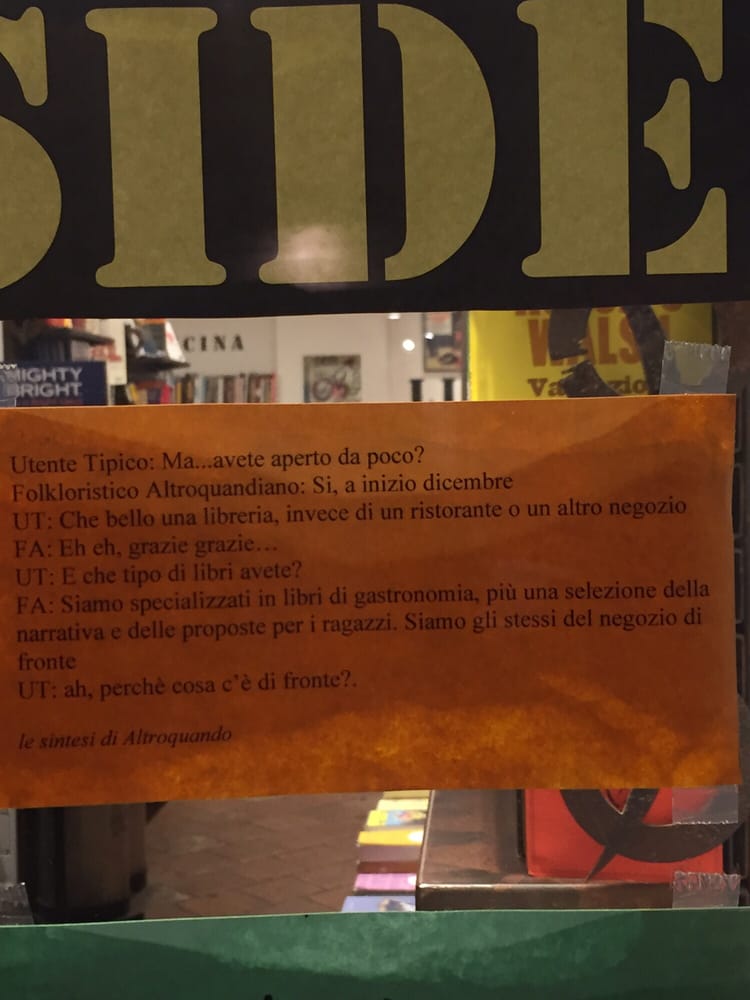 SIDE
CINA
MIGHTY
BRIGHT
WALSH
Utente Tipico: Ma...avete aperto da poco?
Folkloristico Altroquandiano: Si, a inizio dicembre
UT: Che bello una libreria, invece di un ristorante o un altro negozio
FA: Eh eh, grazie grazie…
UT: E che tipo di libri avete?
FA: Siamo specializzati in libri di gastronomia, più una selezione della
narrativa e delle proposte per i ragazzi. Siamo gli stessi del negozio di
fronte
UT: ah, perchè cosa c'è di fronte?.
le sintesi di Altroquando